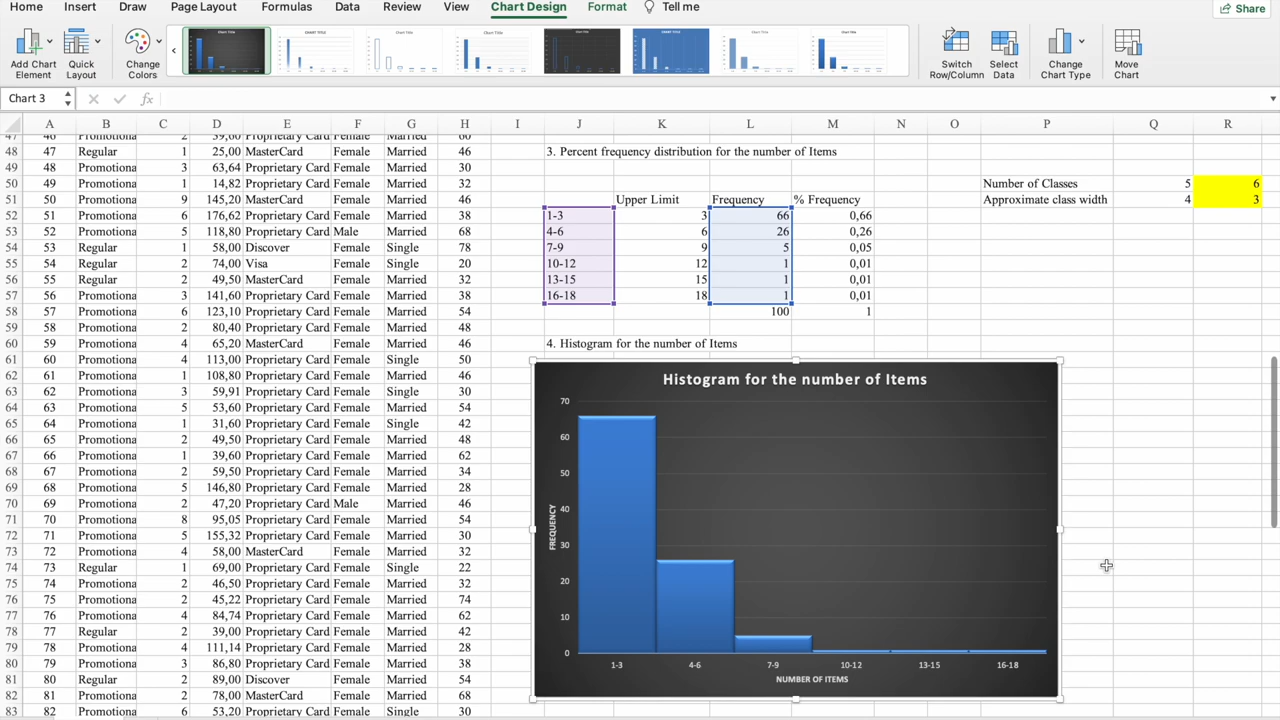 Home Insert Draw Page Layout Formulas Data Review View Chart Design Format Tell me Share
Add Chart Element Quick Layout Change Colors Switch Row/Column Select Data Change Chart Type Move Chart
Chart 3 fx
A B C D E F G H I J K L M N O P Q R
47 46 Promotiona 2 39,60 Proprietary Card Female Married 60
48 47 Regular 1 25,00 MasterCard Female Married 46 3. Percent frequency distribution for the number of Items
49 48 Promotiona 3 63,64 Proprietary Card Female Married 30
50 49 Promotiona 1 14,82 Proprietary Card Female Married 32 Number of Classes 5 6
51 50 Promotiona 9 145,20 MasterCard Female Married 46 Upper Limit Frequency % Frequency Approximate class width 4 3
52 51 Promotiona 6 176,62 Proprietary Card Female Married 38 1-3 3 66 0,66
53 52 Promotiona 5 118,80 Proprietary Card Male Married 68 4-6 6 26 0,26
54 53 Regular 1 58,00 Discover Female Single 78 7-9 9 5 0,05
55 54 Regular 2 74,00 Visa Female Single 20 10-12 12 1 0,01
56 55 Regular 2 49,50 MasterCard Female Married 32 13-15 15 1 0,01
57 56 Promotiona 3 141,60 Proprietary Card Female Married 38 16-18 18 1 0,01
58 57 Promotiona 6 123,10 Proprietary Card Female Married 54 100 1
59 58 Promotiona 2 80,40 Proprietary Card Female Married 48
60 59 Promotiona 4 65,20 MasterCard Female Married 46 4. Histogram for the number of Items
61 60 Promotiona 4 113,00 Proprietary Card Female Single 50
62 61 Promotiona 1 108,80 Proprietary Card Female Married 46
63 62 Promotiona 3 59,91 Proprietary Card Female Single 30
64 63 Promotiona 5 53,60 Proprietary Card Female Married 54
65 64 Promotiona 1 31,60 Proprietary Card Female Single 42
66 65 Promotiona 2 49,50 Proprietary Card Female Married 48
67 66 Promotiona 1 39,60 Proprietary Card Female Married 62
68 67 Promotiona 2 59,50 Proprietary Card Female Married 34
69 68 Promotiona 5 146,80 Proprietary Card Female Married 28
70 69 Promotiona 2 47,20 Proprietary Card Male Married 46
71 70 Promotiona 8 95,05 Proprietary Card Female Married 54
72 71 Promotiona 5 155,32 Proprietary Card Female Married 30
73 72 Promotiona 4 58,00 MasterCard Female Married 32
74 73 Regular 1 69,00 Proprietary Card Female Single 22
75 74 Promotiona 2 46,50 Proprietary Card Female Married 32
76 75 Promotiona 2 45,22 Proprietary Card Female Married 74
77 76 Promotiona 4 84,74 Proprietary Card Female Married 62
78 77 Regular 2 39,00 Proprietary Card Female Married 42
79 78 Promotiona 4 111,14 Proprietary Card Female Married 28
80 79 Promotiona 3 86,80 Proprietary Card Female Married 38
81 80 Regular 2 89,00 Discover Female Married 54
82 81 Promotiona 2 78,00 MasterCard Female Married 68
83 82 Promotiona 6 53,20 Proprietary Card Female Single 30
Histogram for the number of Items
70
60
50
40
30
20
10
0
FREQUENCY
1-3 4-6 7-9 10-12 13-15 16-18
NUMBER OF ITEMS